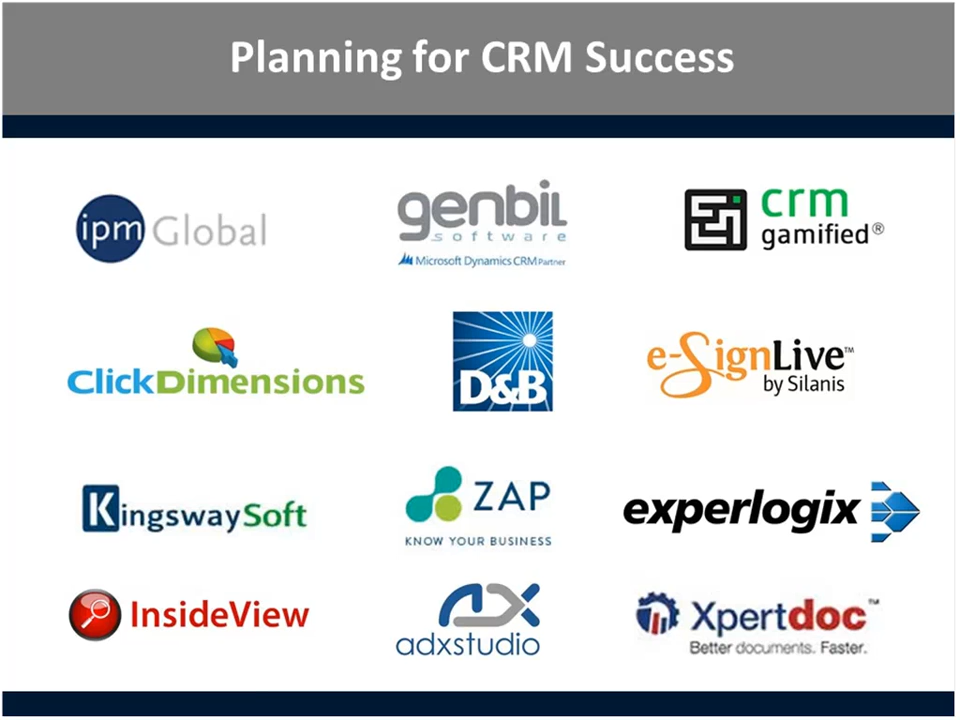 Planning for CRM Success
ipm Global
genbil
software
Microsoft Dynamics CRM Partner
crm
gamified®
ClickDimensions
D&B
e-SignLive™
by Silanis
KingswaySoft
ZAP
KNOW YOUR BUSINESS
experlogix
InsideView
adxstudio
Xpertdoc™
Better documents. Faster.